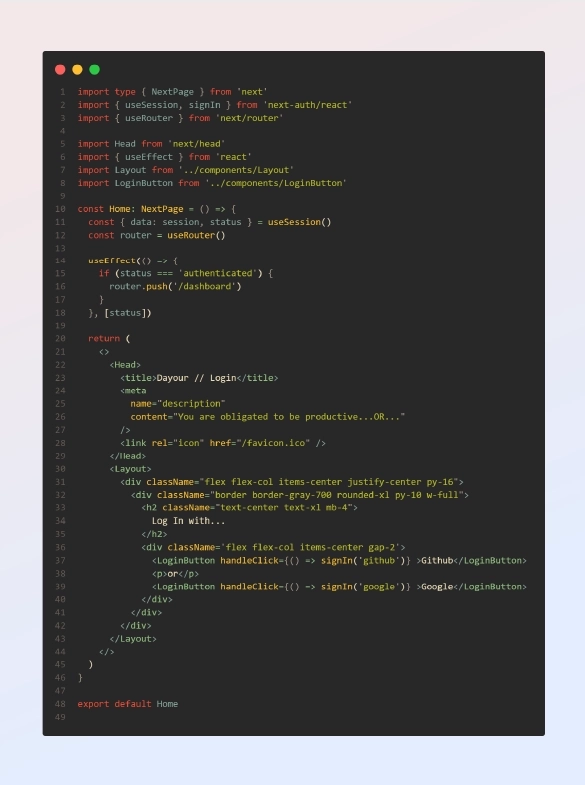 1 import type { NextPage } from 'next'
2 import { useSession, signIn } from 'next-auth/react'
3 import { useRouter } from 'next/router'
4
5 import Head from 'next/head'
6 import { useEffect } from 'react'
7 import Layout from '../components/Layout'
8 import LoginButton from '../components/LoginButton'
9
10 const Home: NextPage = () => {
11   const { data: session, status } = useSession()
12   const router = useRouter()
13
14   useEffect(() => {
15     if (status === 'authenticated') {
16       router.push('/dashboard')
17     }
18   }, [status])
19
20   return (
21     <>
22       <Head>
23         <title>Dayour // Login</title>
24         <meta
25           name="description"
26           content="You are obligated to be productive...OR..."
27         />
28         <link rel="icon" href="/favicon.ico" />
29       </Head>
30       <Layout>
31         <div className="flex flex-col items-center justify-center py-16">
32           <div className="border border-gray-700 rounded-xl py-10 w-full">
33             <h2 className="text-center text-xl mb-4">
34               Log In with...
35             </h2>
36             <div className='flex flex-col items-center gap-2'>
37               <LoginButton handleClick={() => signIn('github')} >Github</LoginButton>
38               <p>or</p>
39               <LoginButton handleClick={() => signIn('google')} >Google</LoginButton>
40             </div>
41           </div>
42         </div>
43       </Layout>
44     </>
45   )
46 }
47
48 export default Home
49